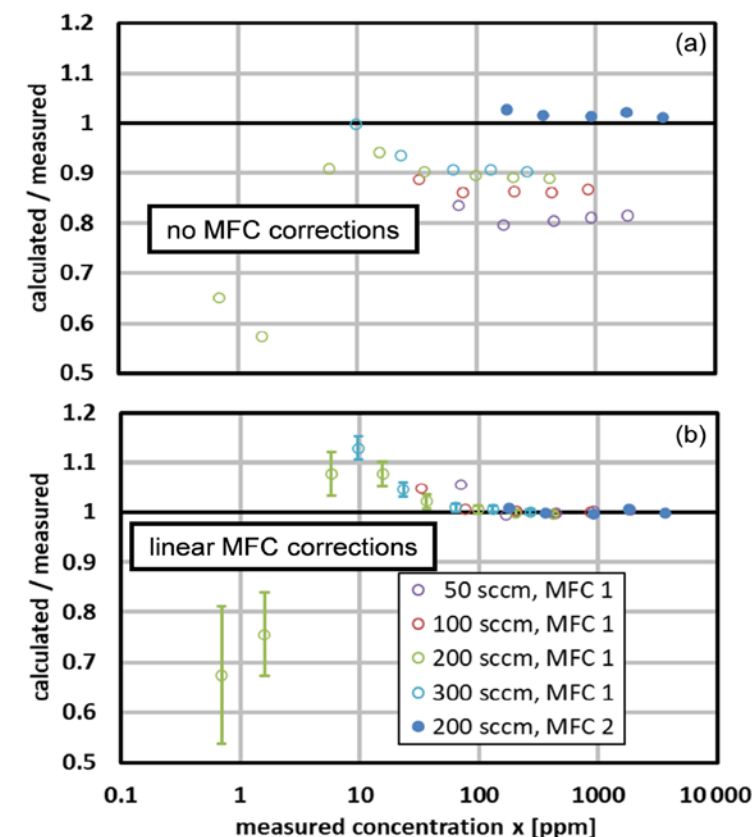 1.2
(a)
1.1
1
0.9
0.8
no MFC corrections
0.7
0.6
0.5
calculated / measured
1.2
(b)
1.1
1
0.9
linear MFC corrections
0.8
0.7
0.6
0.5
calculated / measured
50 sccm, MFC 1
100 sccm, MFC 1
200 sccm, MFC 1
300 sccm, MFC 1
200 sccm, MFC 2
0.1 1 10 100 1000 10 000
measured concentration x [ppm]